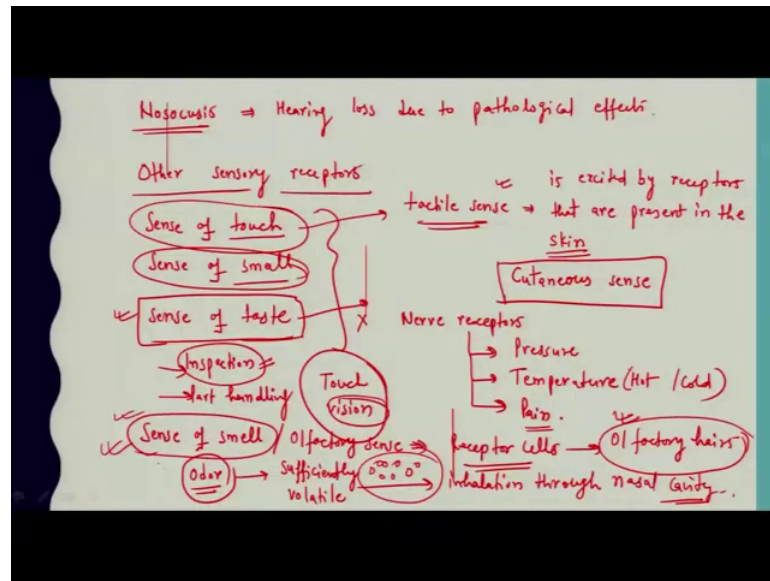 Nosocusis ⇒ Hearing loss due to pathological effects.
Other sensory receptors
Sense of touch → tactile sense → is excited by receptors that are present in the skin
Cutaneous sense
Sense of small
Sense of taste → X
Inspection
→ Part handling
Touch
vision
Nerve receptors
→ Pressure
→ Temperature (Hot / Cold)
→ Pain.
Sense of smell / Olfactory sense ⇒ Receptor cells → Olfactory hairs
Odor → sufficiently volatile → inhalation through nasal cavity.